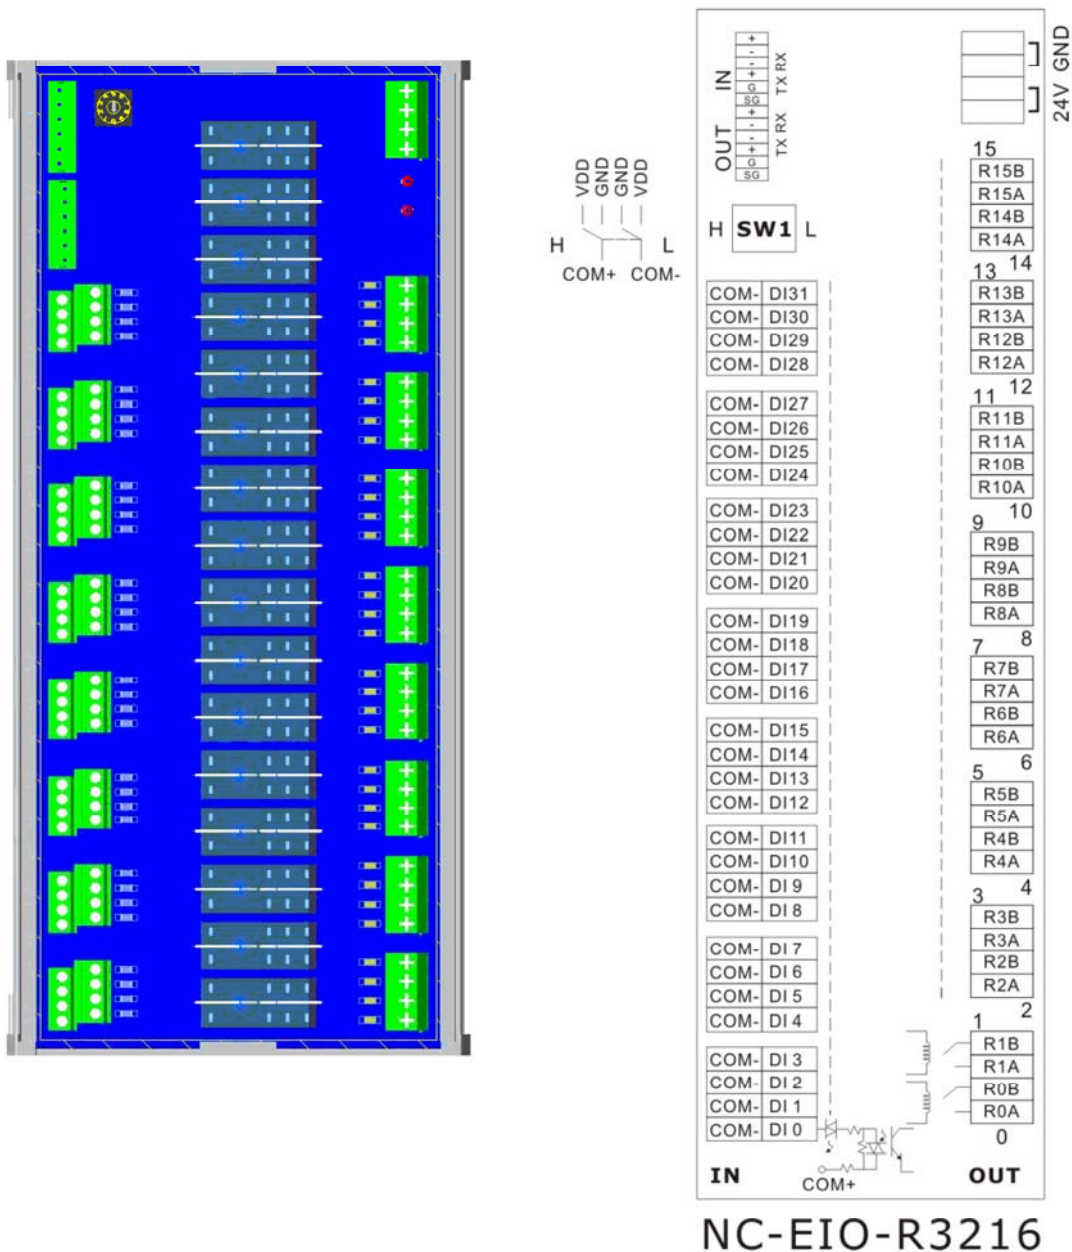 +
-
-
+
G
SG
IN
TX RX
+
-
-
+
G
SG
OUT
TX RX
24V GND
VDD
GND
GND
VDD
H L
COM+ COM-
H SW1 L
COM- DI31
COM- DI30
COM- DI29
COM- DI28
COM- DI27
COM- DI26
COM- DI25
COM- DI24
COM- DI23
COM- DI22
COM- DI21
COM- DI20
COM- DI19
COM- DI18
COM- DI17
COM- DI16
COM- DI15
COM- DI14
COM- DI13
COM- DI12
COM- DI11
COM- DI10
COM- DI 9
COM- DI 8
COM- DI 7
COM- DI 6
COM- DI 5
COM- DI 4
COM- DI 3
COM- DI 2
COM- DI 1
COM- DI 0
COM+
IN
15
R15B
R15A
R14B
R14A
14
13
R13B
R13A
R12B
R12A
12
11
R11B
R11A
R10B
R10A
10
9
R9B
R9A
R8B
R8A
8
7
R7B
R7A
R6B
R6A
6
5
R5B
R5A
R4B
R4A
4
3
R3B
R3A
R2B
R2A
2
1
R1B
R1A
R0B
R0A
0
OUT
NC-EIO-R3216